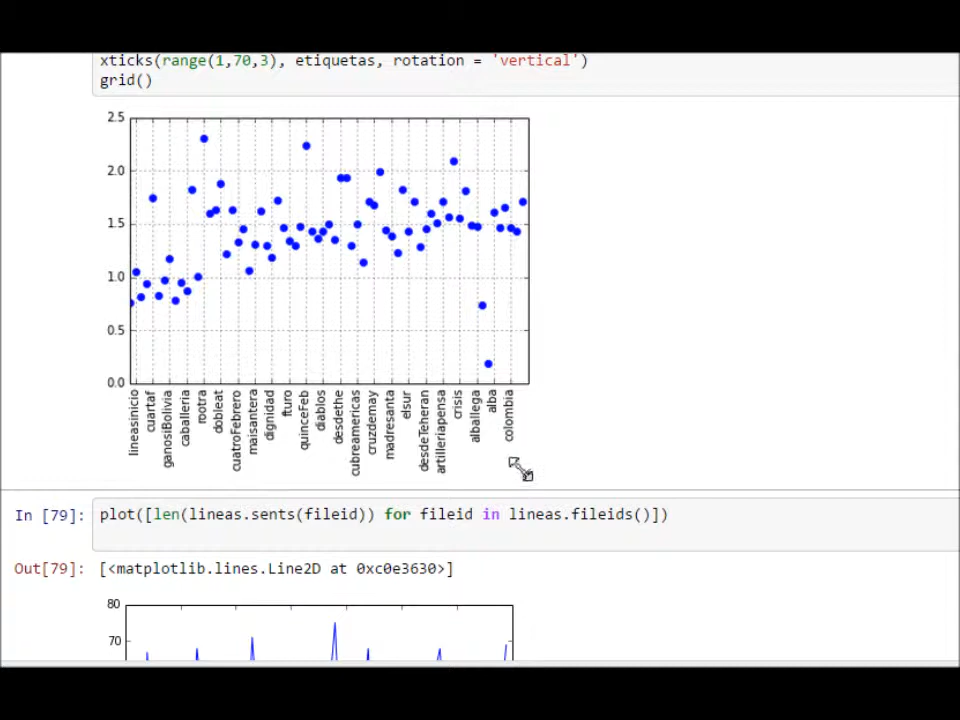 xticks(range(1,70,3), etiquetas, rotation = 'vertical')
grid()
2.5
2.0
1.5
1.0
0.5
0.0
lineasinicio
cuartaf
ganosiBolivia
caballeria
rootra
dobleat
cuatroFebrero
maisantera
dignidad
fturo
quinceFeb
diablos
desdethe
cubreamericas
cruzdemay
madresanta
elsur
desdeTeheran
artilleriapensa
crisis
alballega
alba
colombia
In [79]: plot([len(lineas.sents(fileid)) for fileid in lineas.fileids()])
Out[79]: [<matplotlib.lines.Line2D at 0xc0e3630>]
80
70